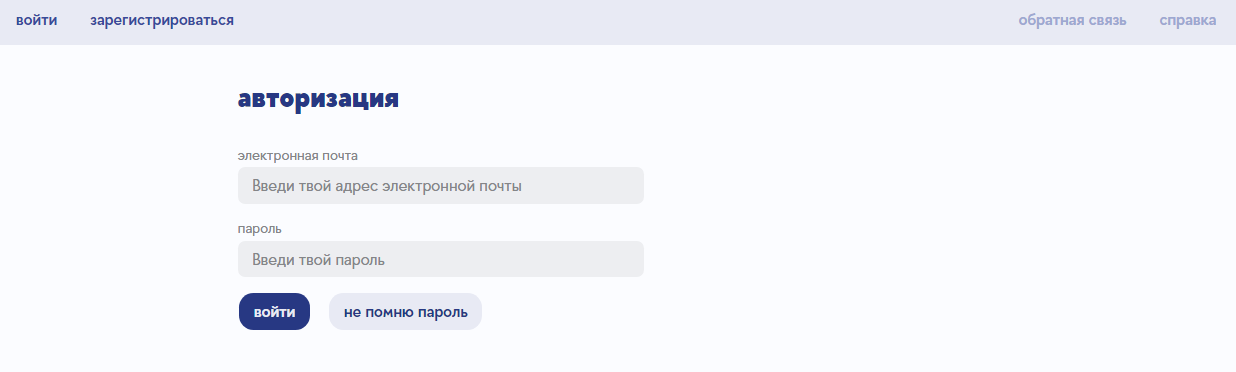 войти зарегистрироваться обратная связь справка
авторизация
электронная почта
Введи твой адрес электронной почты
пароль
Введи твой пароль
войти не помню пароль